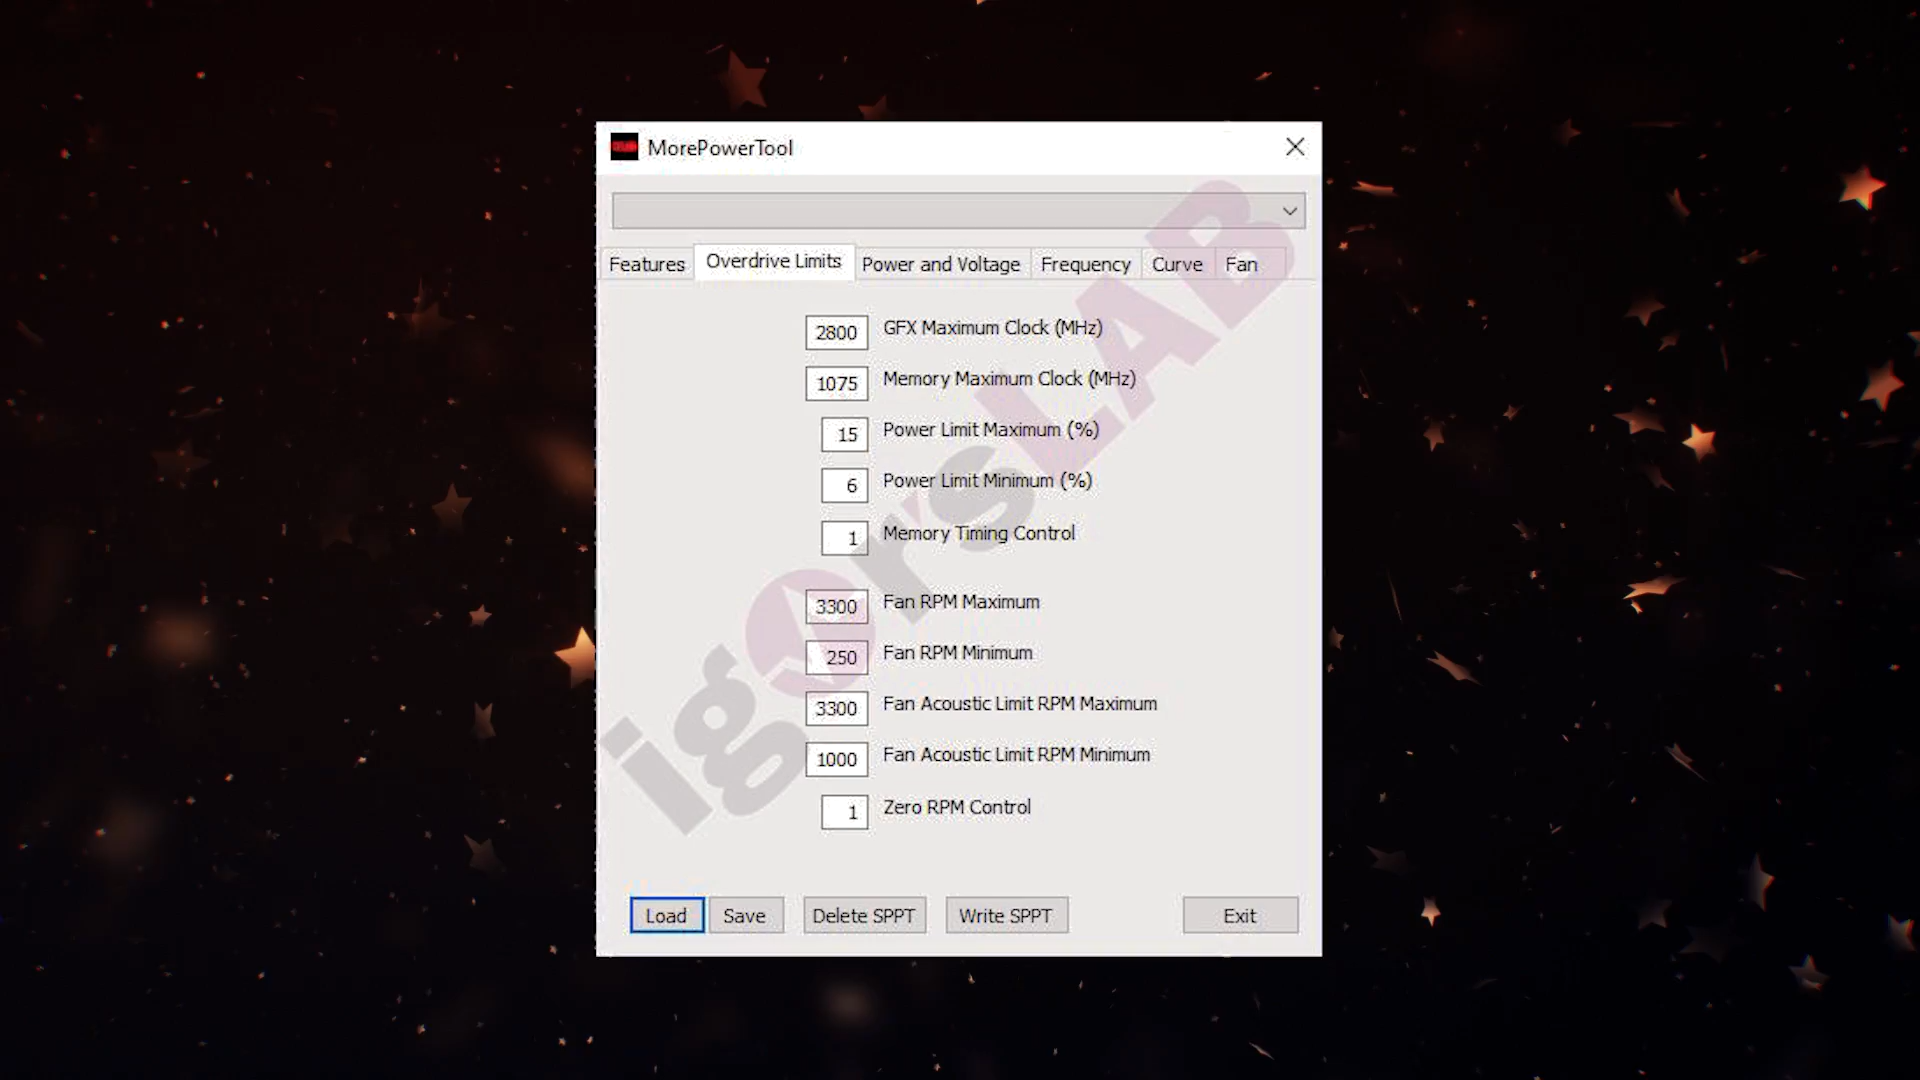 MorePowerTool
Features Overdrive Limits Power and Voltage Frequency Curve Fan
2800 GFX Maximum Clock (MHz)
1075 Memory Maximum Clock (MHz)
15 Power Limit Maximum (%)
6 Power Limit Minimum (%)
1 Memory Timing Control
3300 Fan RPM Maximum
250 Fan RPM Minimum
3300 Fan Acoustic Limit RPM Maximum
1000 Fan Acoustic Limit RPM Minimum
1 Zero RPM Control
Load Save Delete SPPT Write SPPT Exit
igor'sLAB